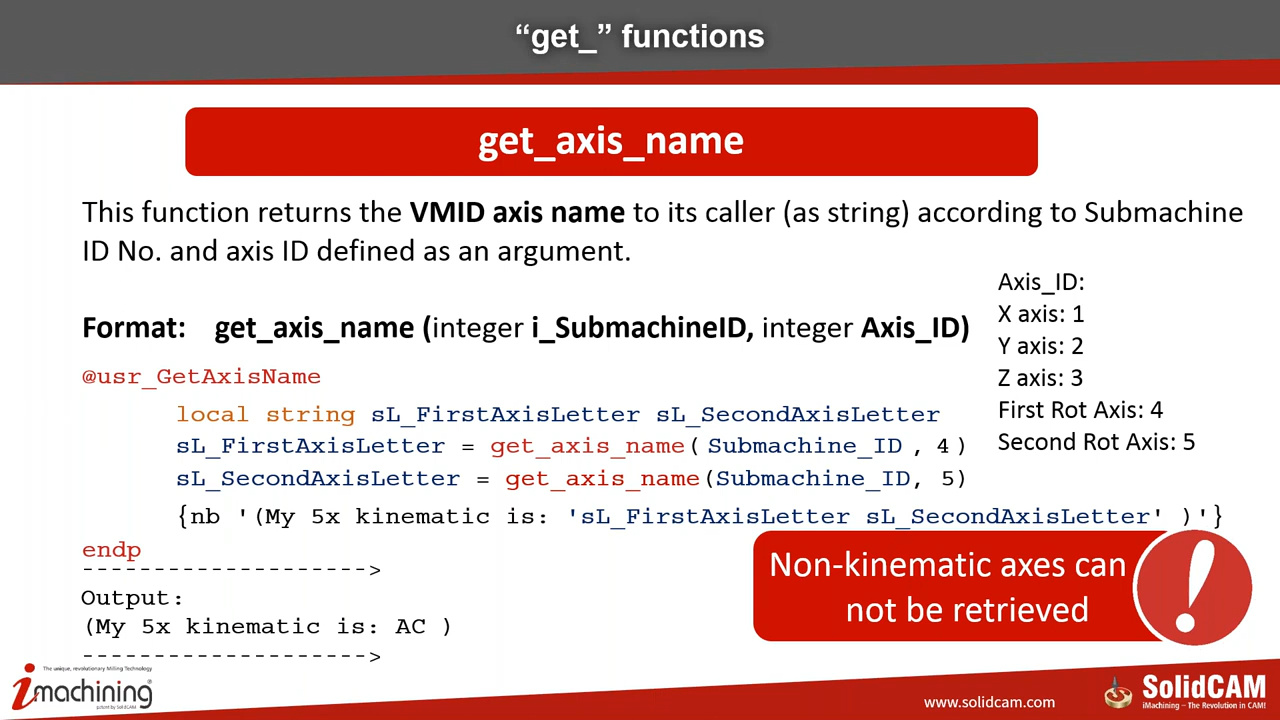 “get_” functions
get_axis_name
This function returns the VMID axis name to its caller (as string) according to Submachine
ID No. and axis ID defined as an argument.
Format: get_axis_name (integer i_SubmachineID, integer Axis_ID)
Axis_ID:
X axis: 1
Y axis: 2
Z axis: 3
First Rot Axis: 4
Second Rot Axis: 5
@usr_GetAxisName
local string sL_FirstAxisLetter sL_SecondAxisLetter
sL_FirstAxisLetter = get_axis_name( Submachine_ID , 4 )
sL_SecondAxisLetter = get_axis_name(Submachine_ID, 5)
{nb '(My 5x kinematic is: 'sL_FirstAxisLetter sL_SecondAxisLetter' )'}
endp
-------------------->
Output:
(My 5x kinematic is: AC )
-------------------->
Non-kinematic axes can
not be retrieved
!
The unique, revolutionary Milling Technology
imachining®
patent by SolidCAM
www.solidcam.com
SolidCAM
iMachining – The Revolution in CAM!